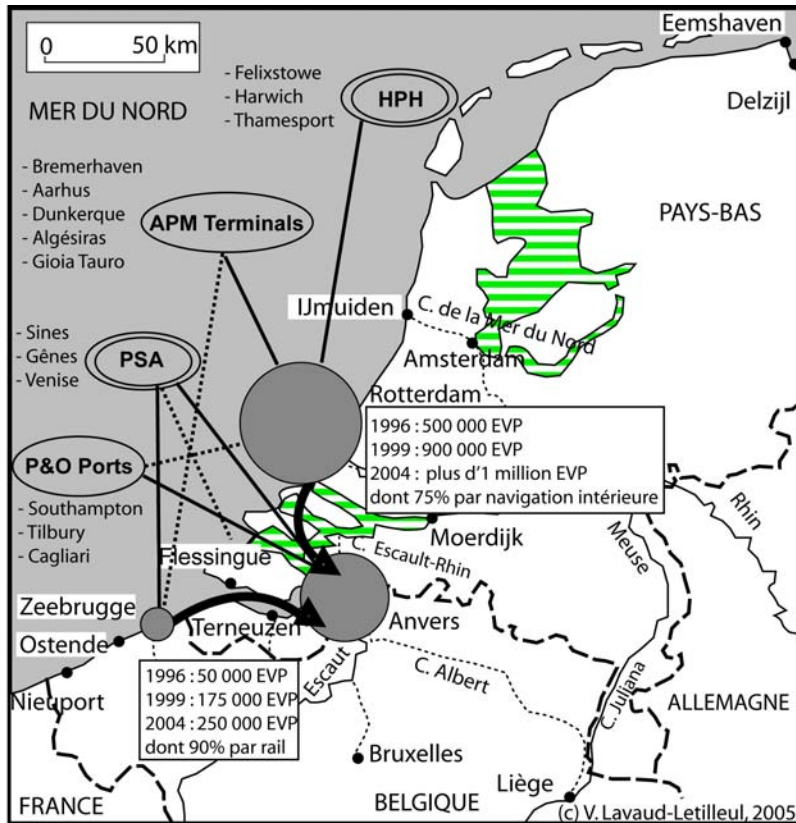 0 50 km
Eemshaven
Delzijl
- Felixstowe
- Harwich
- Thamesport
HPH
MER DU NORD
- Bremerhaven
- Aarhus
- Dunkerque
- Algésiras
- Gioia Tauro
APM Terminals
PAYS-BAS
IJmuiden
C. de la Mer du Nord
Amsterdam
- Sines
- Gênes
- Venise
PSA
Rotterdam
1996 : 500 000 EVP
1999 : 900 000 EVP
2004 : plus d'1 million EVP
dont 75% par navigation intérieure
P&O Ports
- Southampton
- Tilbury
- Cagliari
Moerdijk
C. Escault-Rhin
Rhin
Meuse
Flessingue
Zeebrugge
Terneuzen
Anvers
Ostende
Nieuport
1996 : 50 000 EVP
1999 : 175 000 EVP
2004 : 250 000 EVP
dont 90% par rail
Escaut
C. Albert
C. Juliana
ALLEMAGNE
Bruxelles
Liège
FRANCE
BELGIQUE
(c) V. Lavaud-Letilleul, 2005